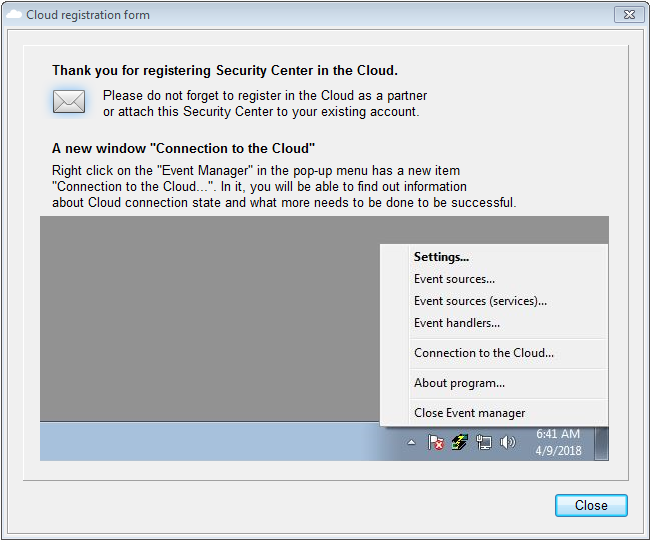 Cloud registration form
Thank you for registering Security Center in the Cloud.
Please do not forget to register in the Cloud as a partner
or attach this Security Center to your existing account.
A new window "Connection to the Cloud"
Right click on the "Event Manager" in the pop-up menu has a new item
"Connection to the Cloud...". In it, you will be able to find out information
about Cloud connection state and what more needs to be done to be successful.
Settings...
Event sources...
Event sources (services)...
Event handlers...
Connection to the Cloud...
About program...
Close Event manager
6:41 AM
4/9/2018
Close